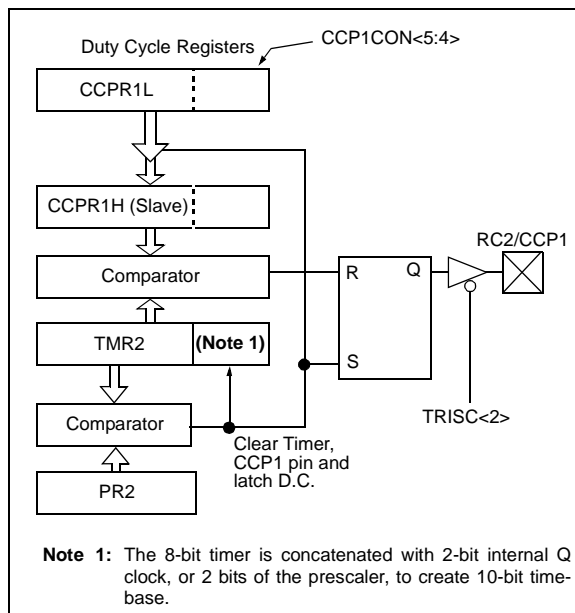 Duty Cycle Registers
CCP1CON<5:4>
CCPR1L
CCPR1H (Slave)
Comparator
TMR2
(Note 1)
Comparator
PR2
Clear Timer,
CCP1 pin and
latch D.C.
R
Q
S
RC2/CCP1
TRISC<2>
Note 1: The 8-bit timer is concatenated with 2-bit internal Q
clock, or 2 bits of the prescaler, to create 10-bit time-
base.